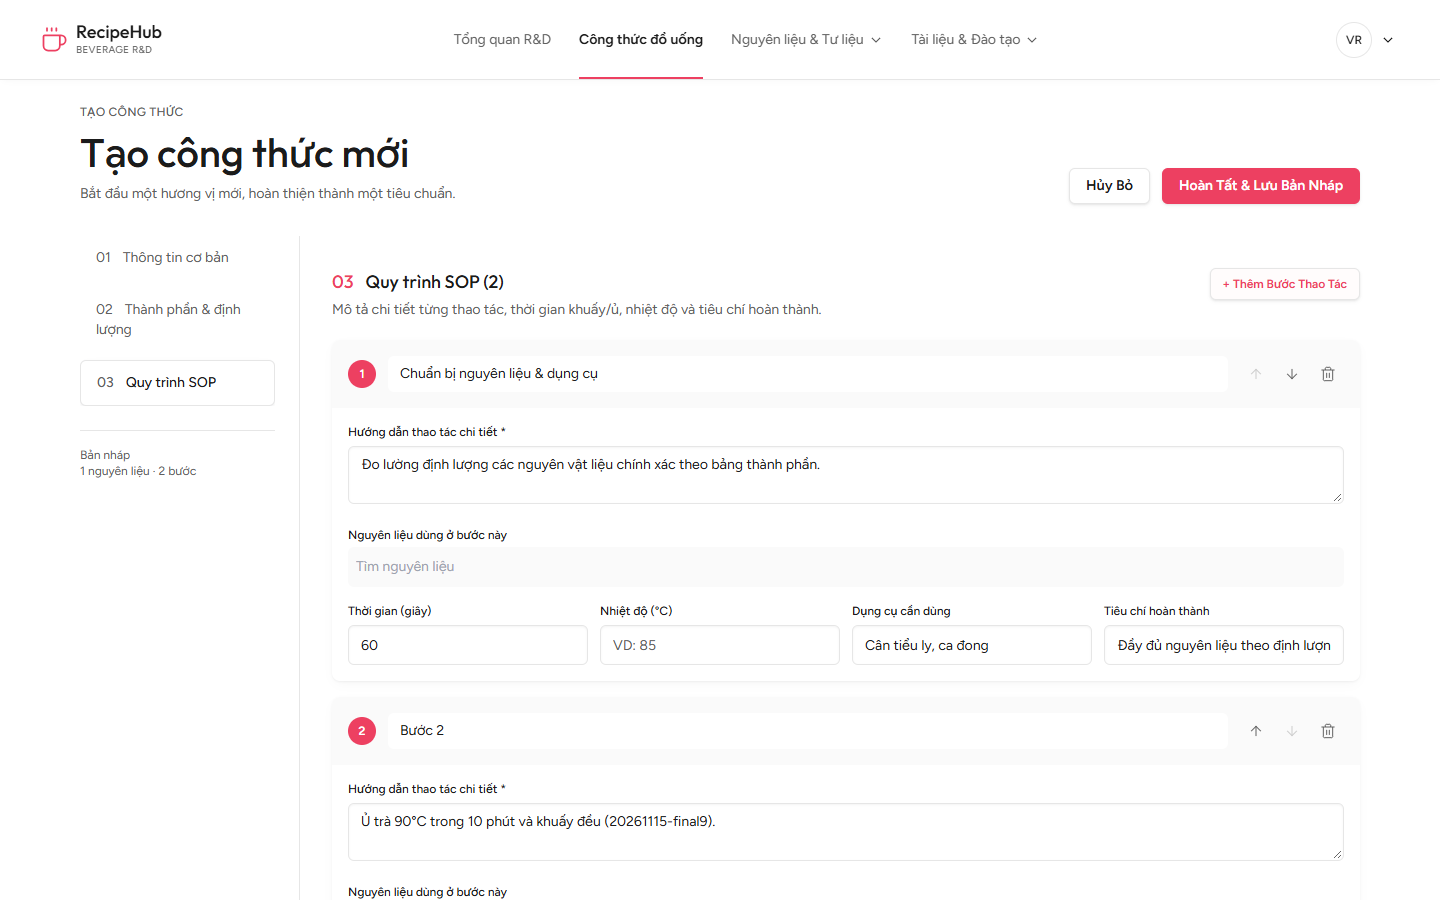 RecipeHub
BEVERAGE R&D
Tổng quan R&D
Công thức đồ uống
Nguyên liệu & Tư liệu
Tài liệu & Đào tạo
VR
TẠO CÔNG THỨC
Tạo công thức mới
Bắt đầu một hương vị mới, hoàn thiện thành một tiêu chuẩn.
Hủy Bỏ
Hoàn Tất & Lưu Bản Nháp
01 Thông tin cơ bản
02 Thành phần & định
lượng
03 Quy trình SOP
Bản nháp
1 nguyên liệu · 2 bước
03 Quy trình SOP (2)
Mô tả chi tiết từng thao tác, thời gian khuấy/ủ, nhiệt độ và tiêu chí hoàn thành.
+ Thêm Bước Thao Tác
1 Chuẩn bị nguyên liệu & dụng cụ
Hướng dẫn thao tác chi tiết *
Đo lường định lượng các nguyên vật liệu chính xác theo bảng thành phần.
Nguyên liệu dùng ở bước này
Tìm nguyên liệu
Thời gian (giây)
Nhiệt độ (°C)
Dụng cụ cần dùng
Tiêu chí hoàn thành
60
VD: 85
Cân tiểu ly, ca đong
Đầy đủ nguyên liệu theo định lượn
2 Bước 2
Hướng dẫn thao tác chi tiết *
Ủ trà 90°C trong 10 phút và khuấy đều (20261115-final9).
Nguyên liệu dùng ở bước này